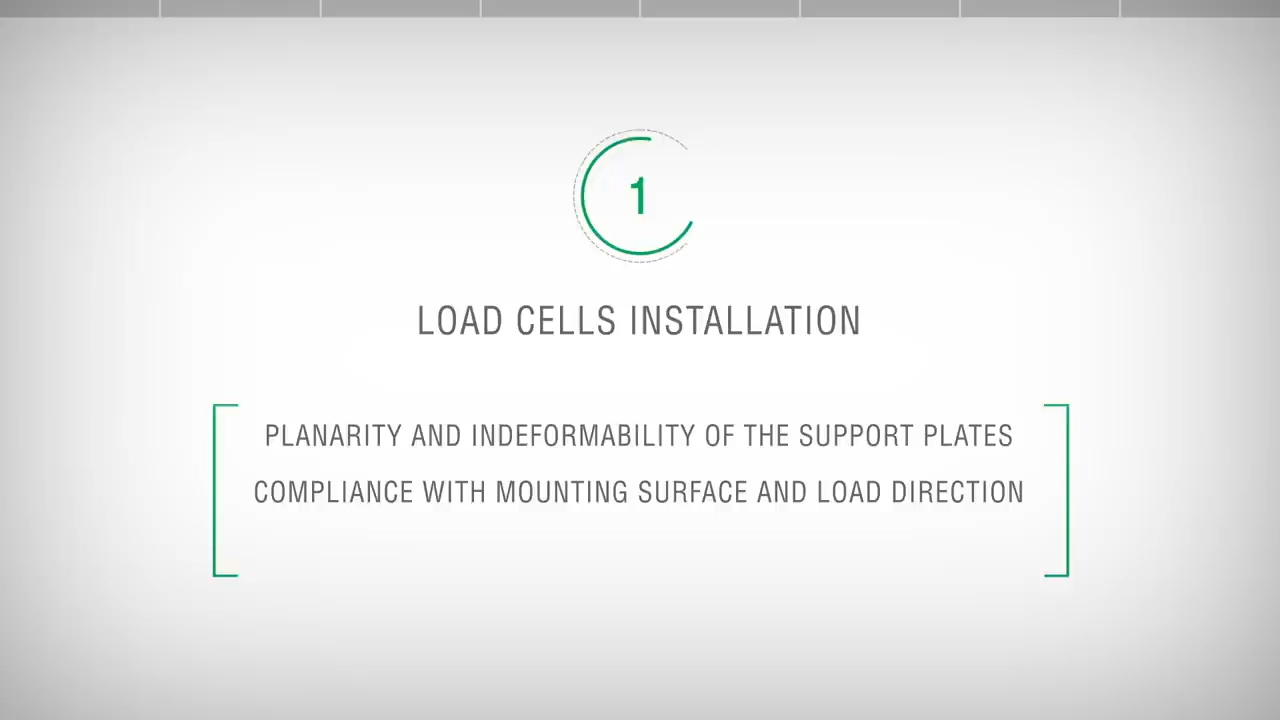 1
LOAD CELLS INSTALLATION
PLANARITY AND INDEFORMABILITY OF THE SUPPORT PLATES
COMPLIANCE WITH MOUNTING SURFACE AND LOAD DIRECTION